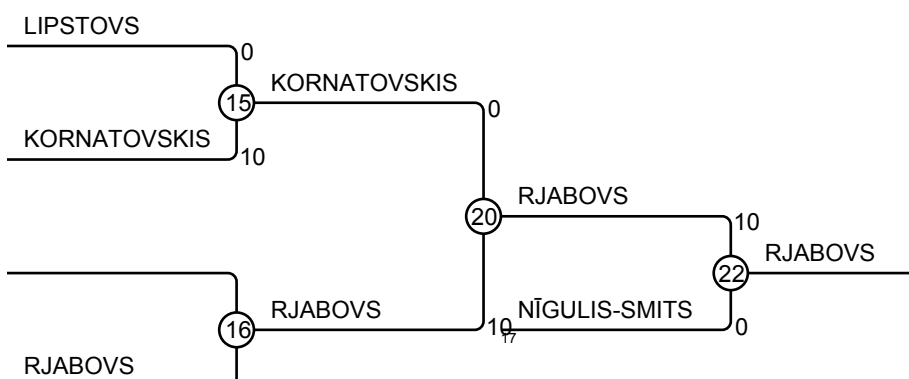 LIPSTOVS
0
15
KORNATOVSKIS
0
KORNATOVSKIS
10
RJABOVS
10
20
RJABOVS
22
16
RJABOVS
10
17
NĪGULIS-SMITS
0
RJABOVS